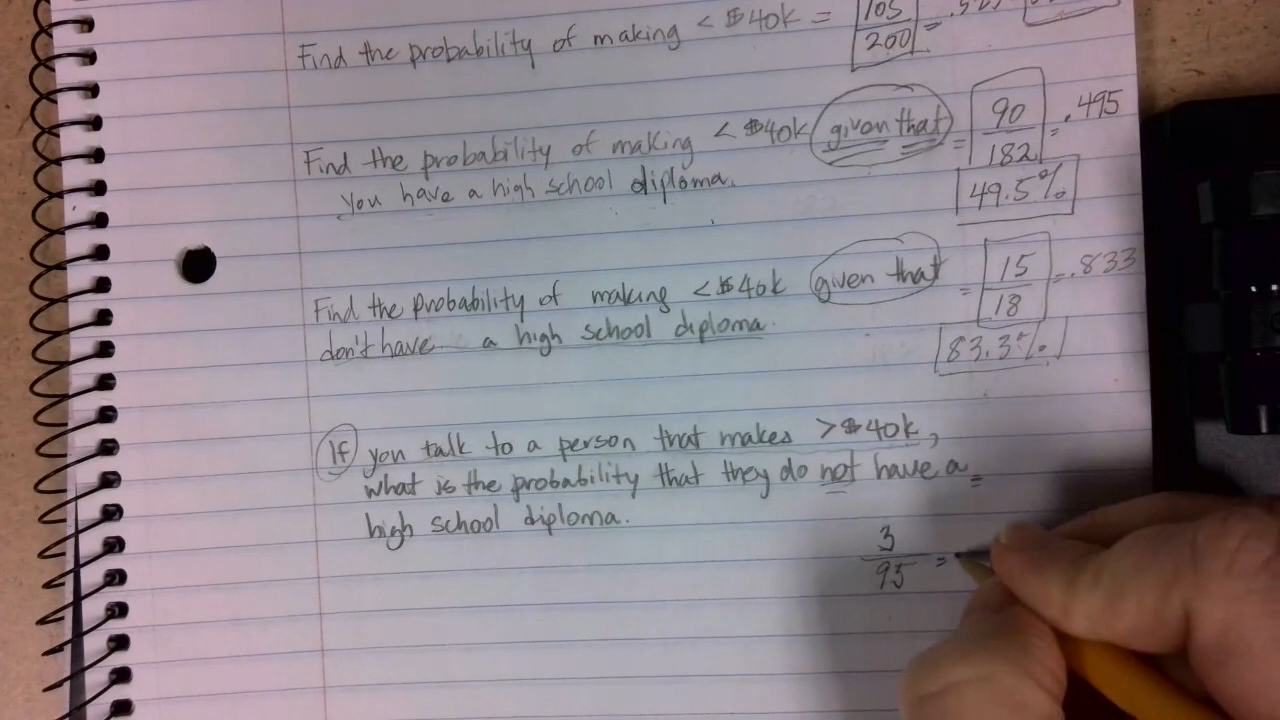 Find the probability of making < $40k = 105/200 =
Find the probability of making < $40k given that = 90/182 = .495
you have a high school diploma. 49.5%
Find the probability of making < $40k given that = 15/18 = .833
don't have a high school diploma. 83.3%
If you talk to a person that makes > $40k,
what is the probability that they do not have a =
high school diploma.
3/95 =